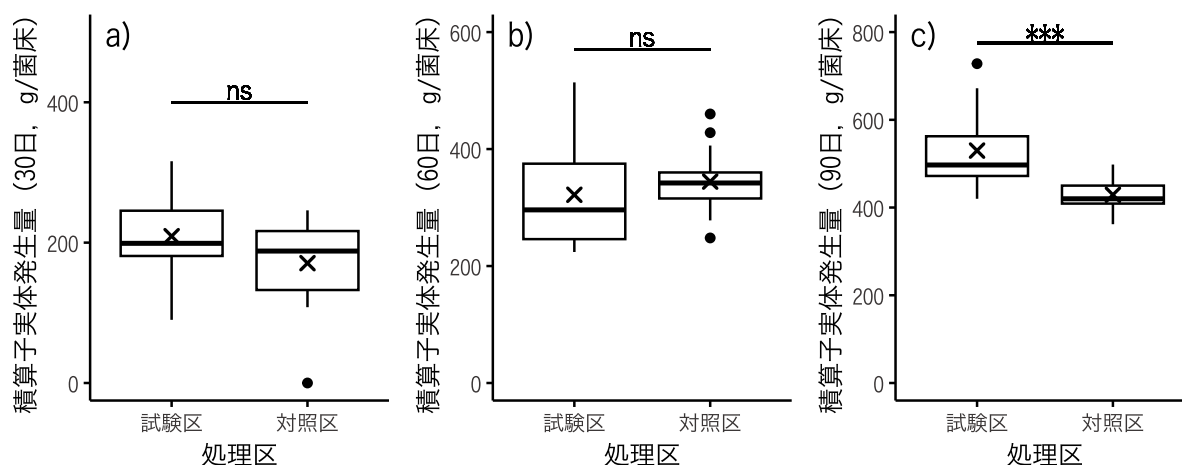 a)
ns
積算子実体発生量（30日， g/菌床）
400
200
0
試験区 対照区
処理区
b)
ns
積算子実体発生量（60日， g/菌床）
600
400
200
0
試験区 対照区
処理区
c)
***
積算子実体発生量（90日， g/菌床）
800
600
400
200
0
試験区 対照区
処理区